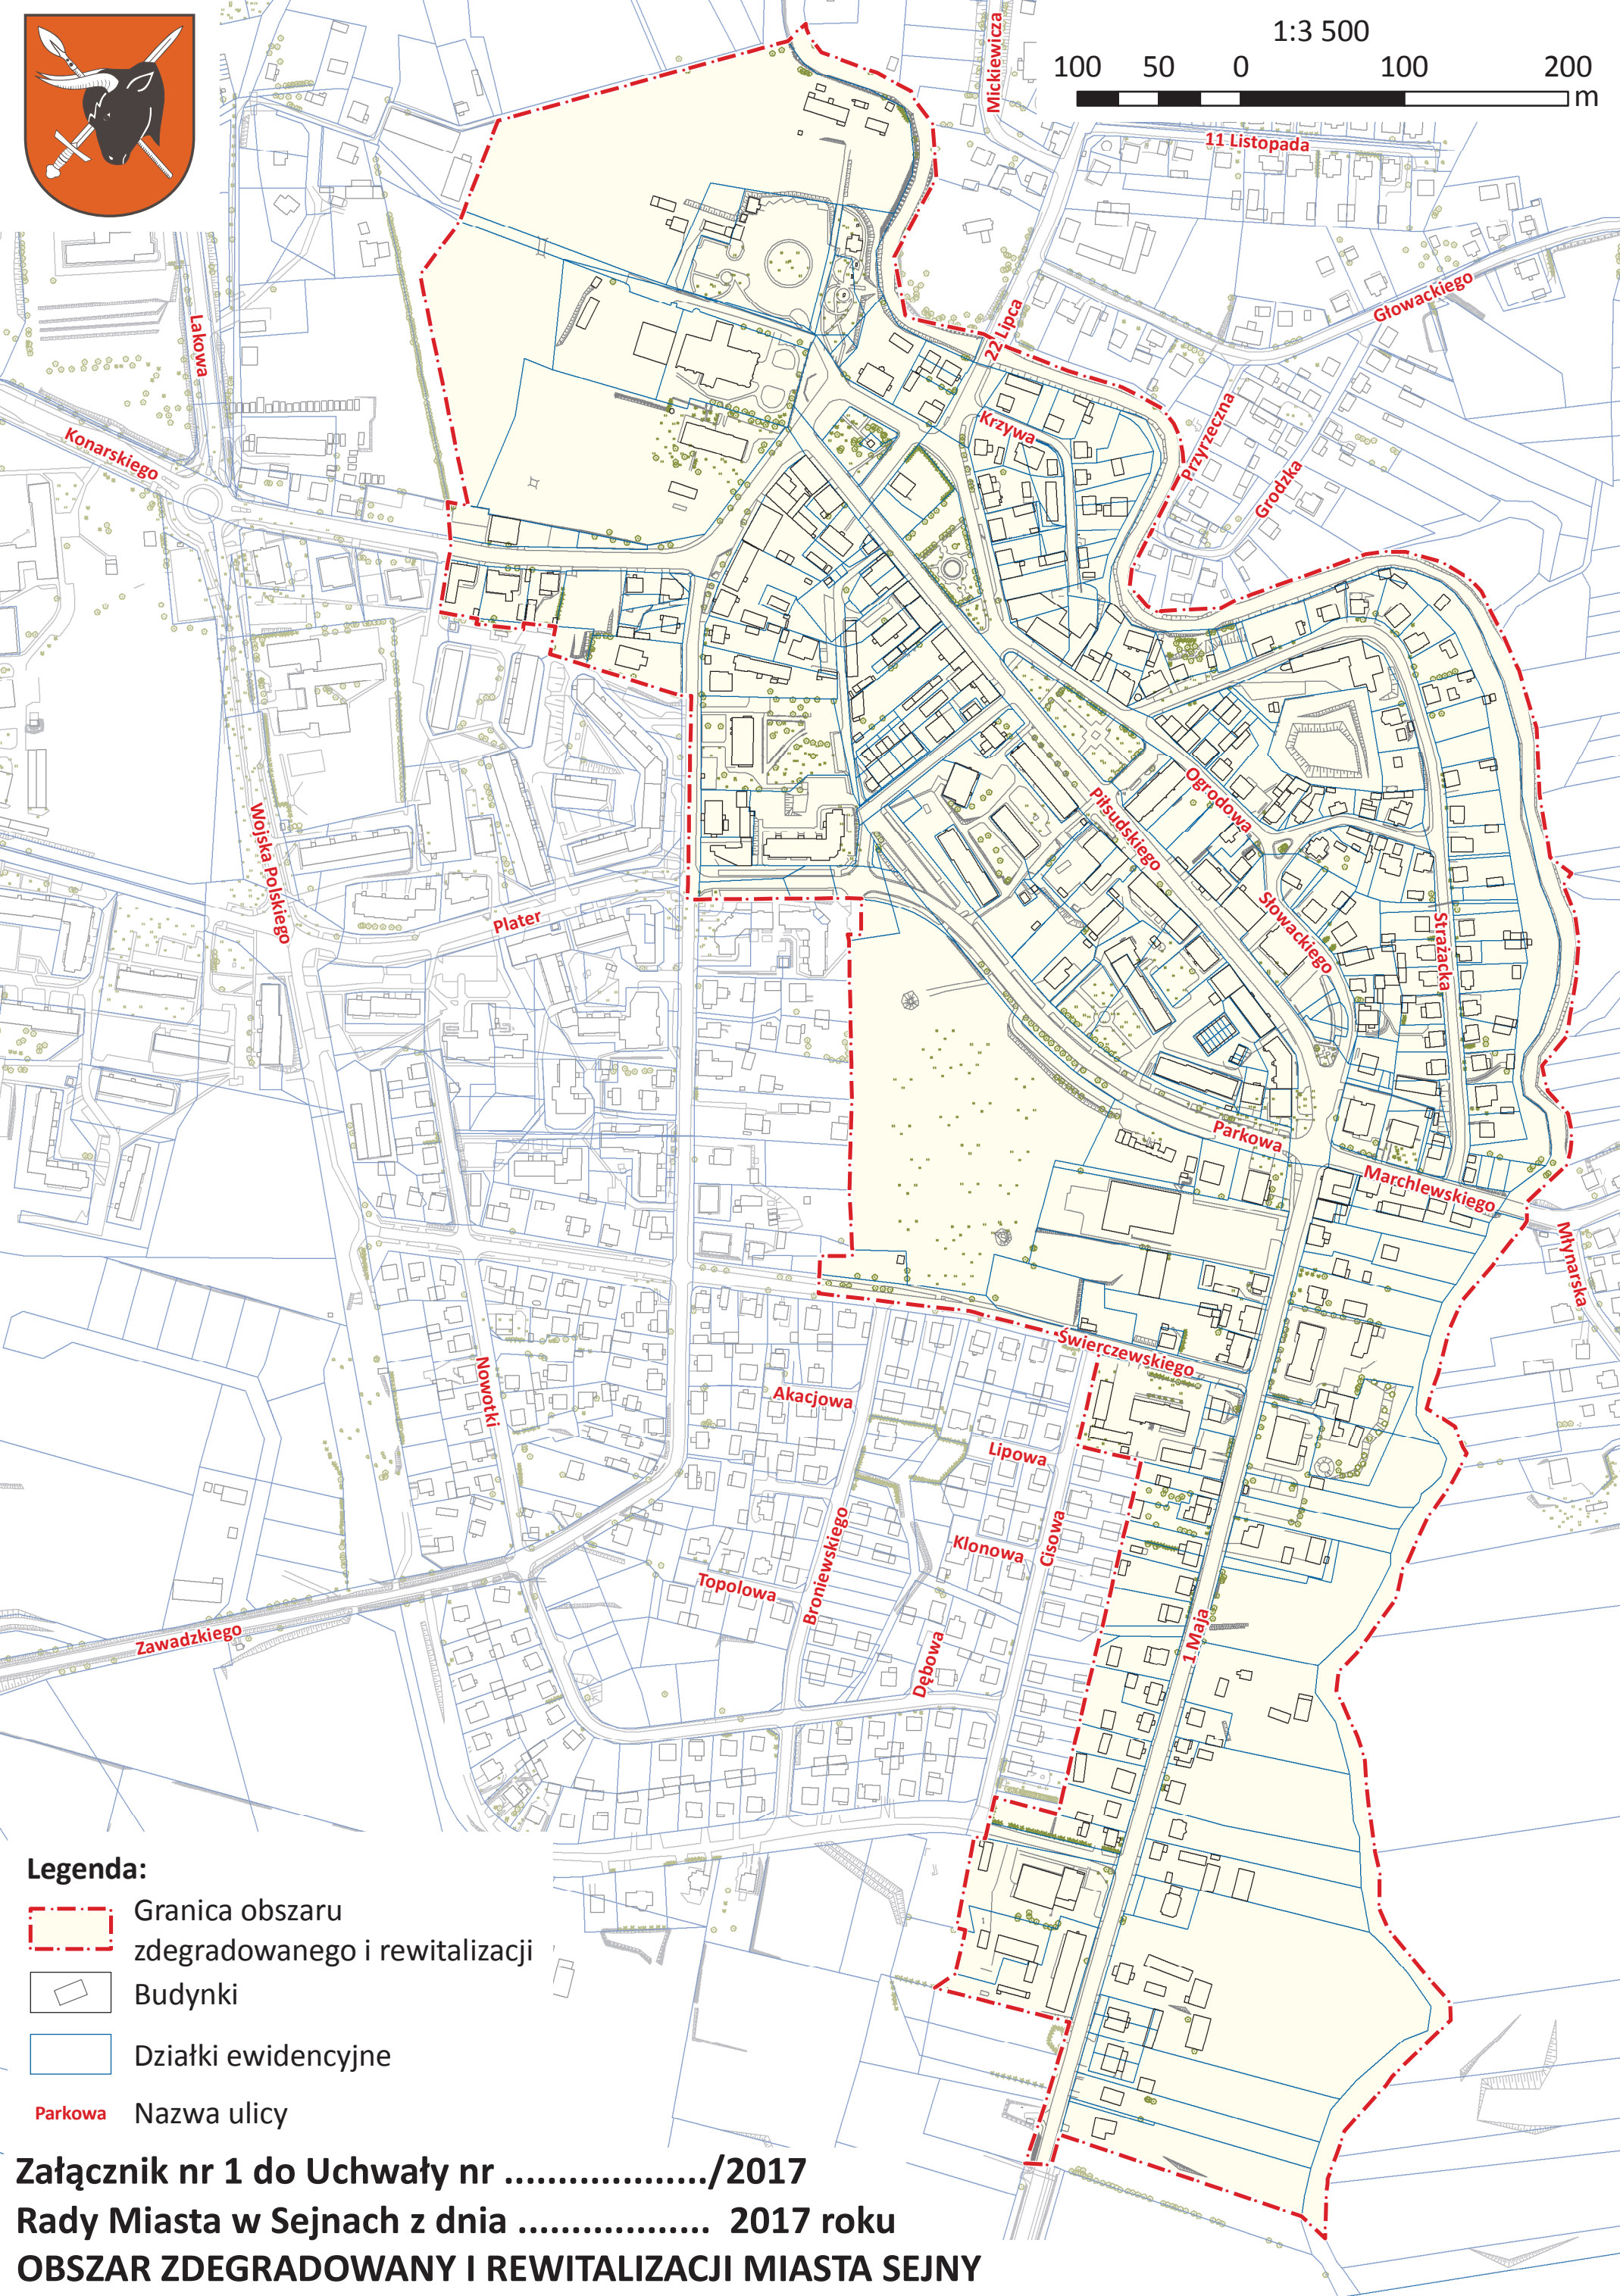 1:3 500
100 50 0 100 200
m
Mickiewicza
11 Listopada
Głowackiego
22 Lipca
Łąkowa
Konarskiego
Krzywa
Przyrzeczna
Grodzka
Wojska Polskiego
Plater
Piłsudskiego
Ogrodowa
Słowackiego
Strażacka
Parkowa
Marchlewskiego
Młynarska
Świerczewskiego
Nowotki
Akacjowa
Lipowa
Klonowa
Cisowa
Topolowa
Broniewskiego
Dębowa
Zawadzkiego
1 Maja
Legenda:
Granica obszaru
zdegradowanego i rewitalizacji
Budynki
Działki ewidencyjne
Parkowa Nazwa ulicy
Załącznik nr 1 do Uchwały nr .................../2017
Rady Miasta w Sejnach z dnia .................. 2017 roku
OBSZAR ZDEGRADOWANY I REWITALIZACJI MIASTA SEJNY